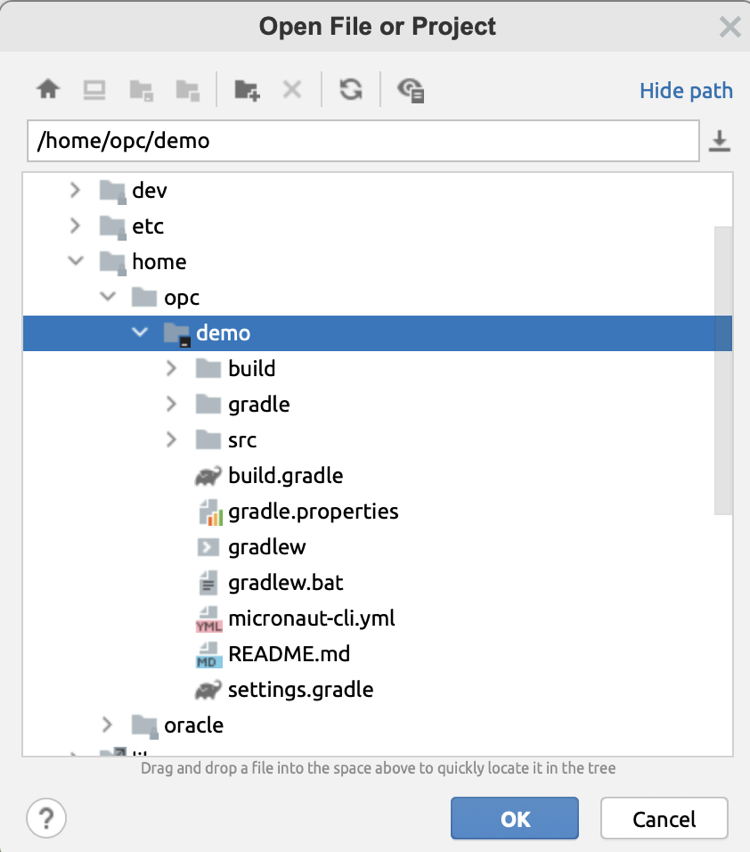 Open File or Project
Hide path
/home/opc/demo
dev
etc
home
opc
demo
build
gradle
src
build.gradle
gradle.properties
gradlew
gradlew.bat
YML micronaut-cli.yml
MD README.md
settings.gradle
oracle
Drag and drop a file into the space above to quickly locate it in the tree
? OK Cancel